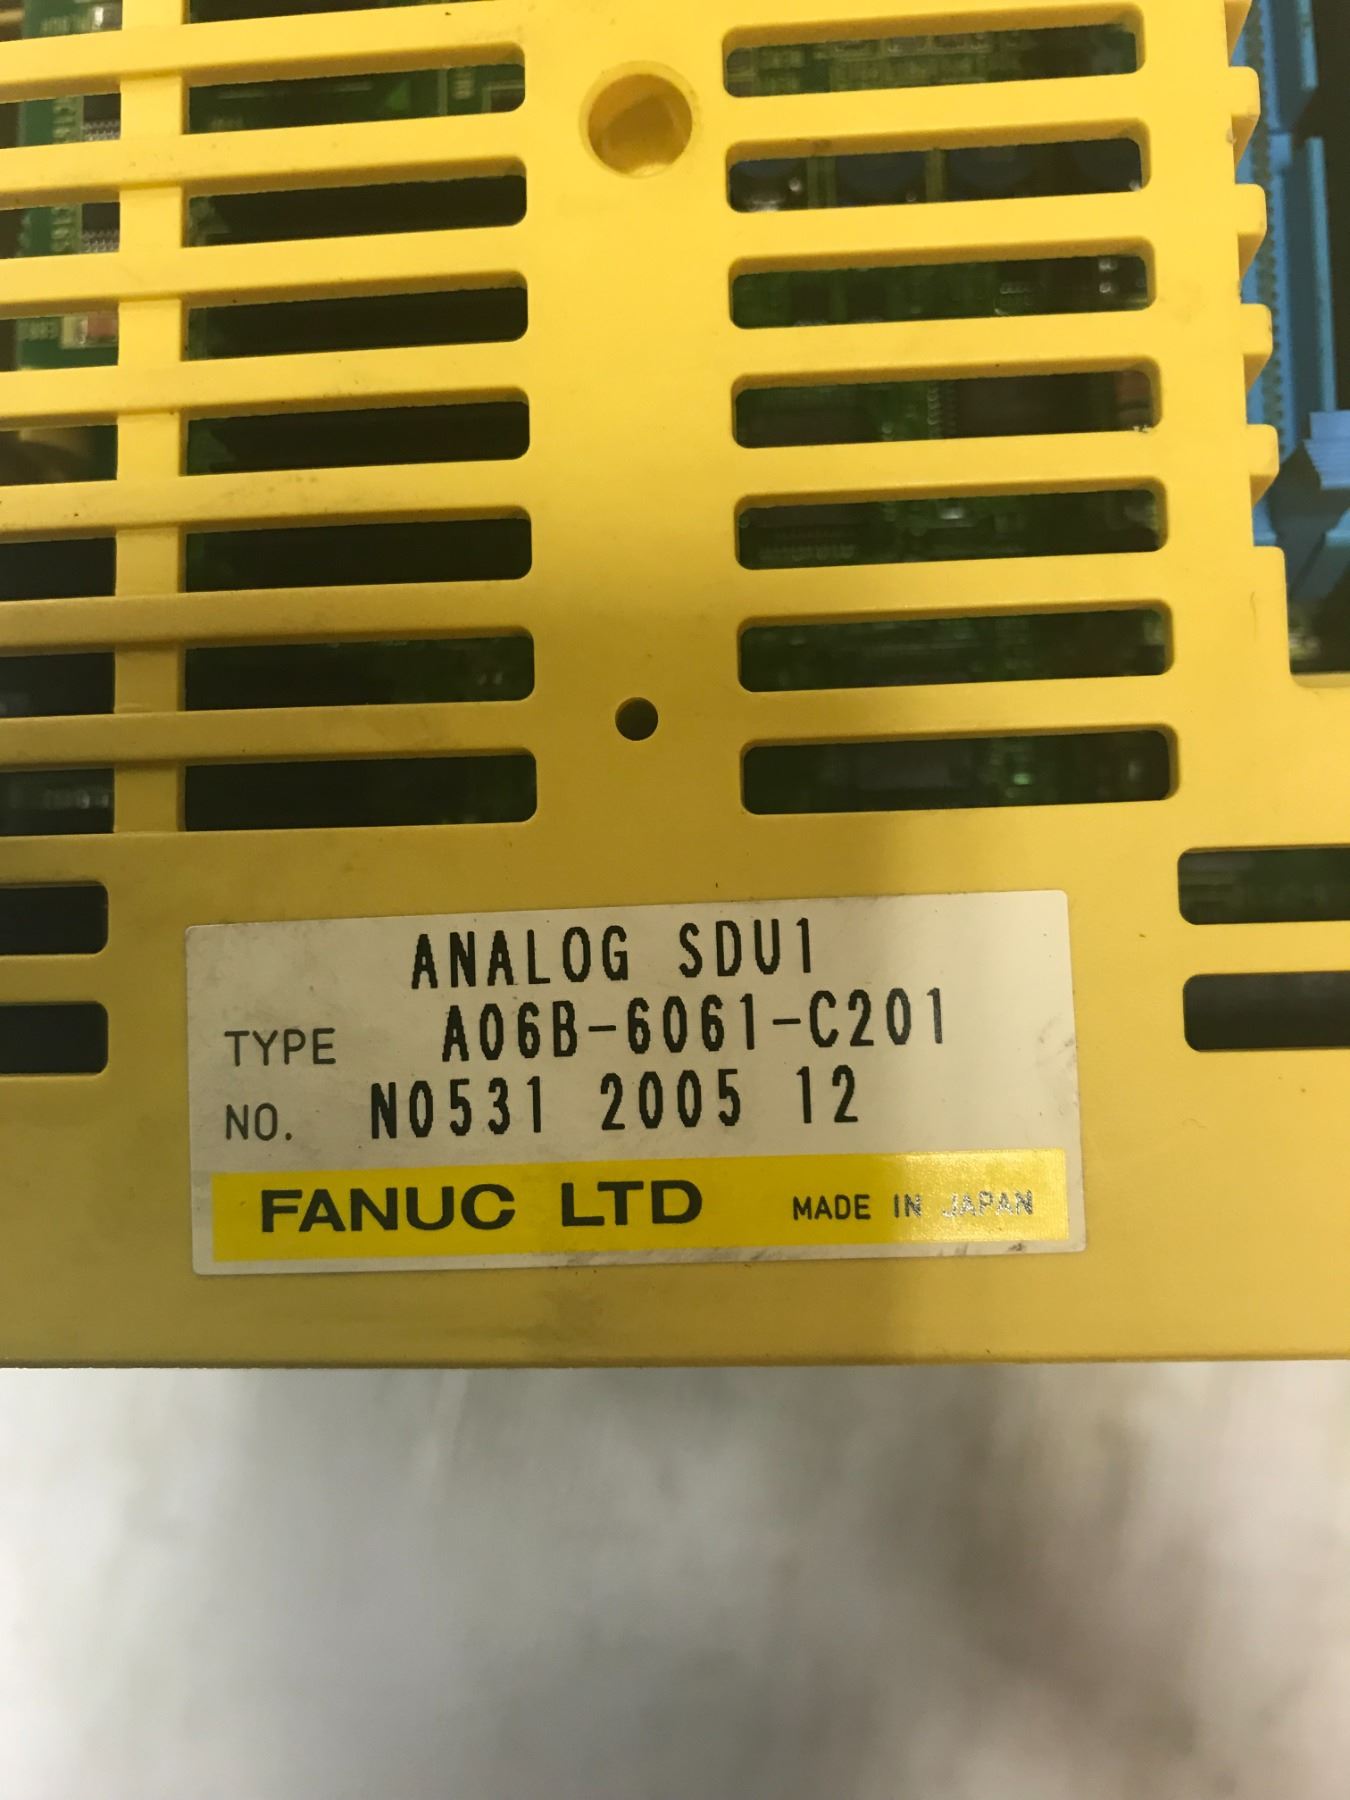 ANALOG SDU1
TYPE A06B-6061-C201
NO. N0531 2005 12
FANUC LTD MADE IN JAPAN